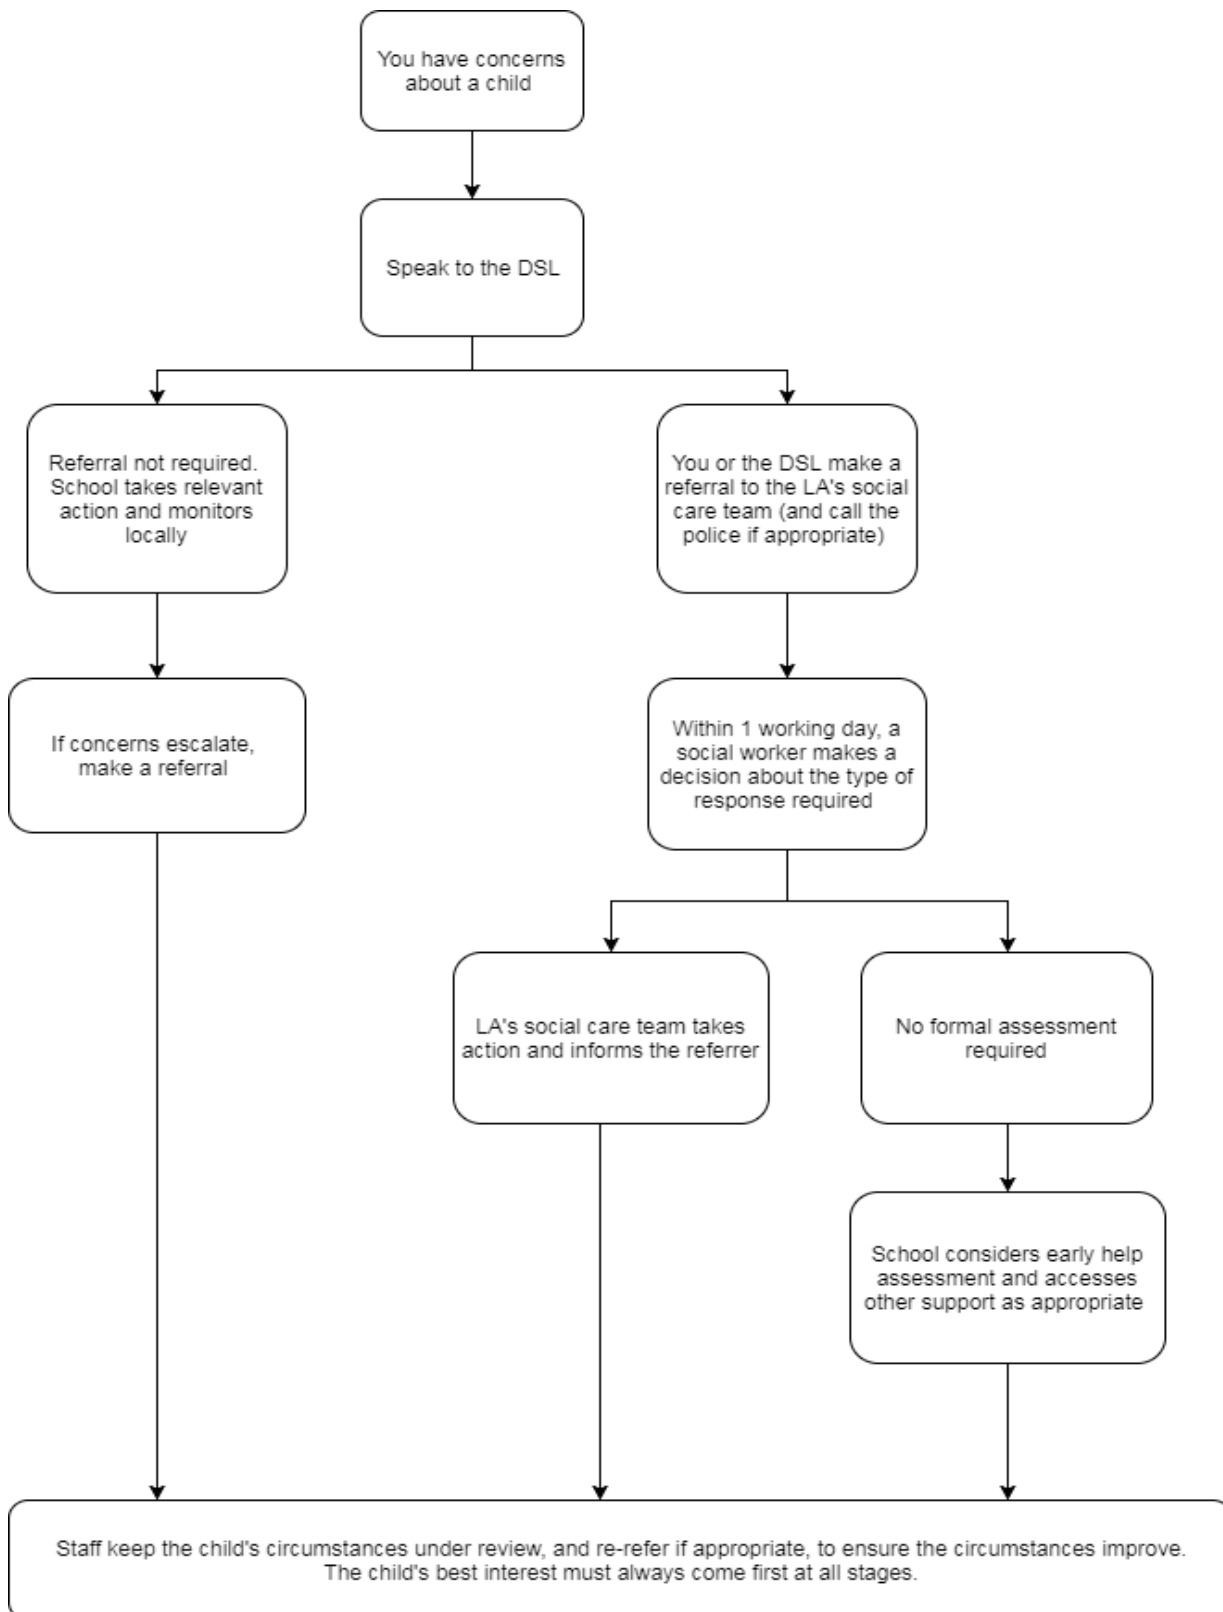 You have concerns
about a child
Speak to the DSL
Referral not required.
School takes relevant
action and monitors
locally
You or the DSL make a
referral to the LA's social
care team (and call the
police if appropriate)
If concerns escalate,
make a referral
Within 1 working day, a
social worker makes a
decision about the type of
response required
LA's social care team takes
action and informs the referrer
No formal assessment
required
School considers early help
assessment and accesses
other support as appropriate
Staff keep the child's circumstances under review, and re-refer if appropriate, to ensure the circumstances improve.
The child's best interest must always come first at all stages.